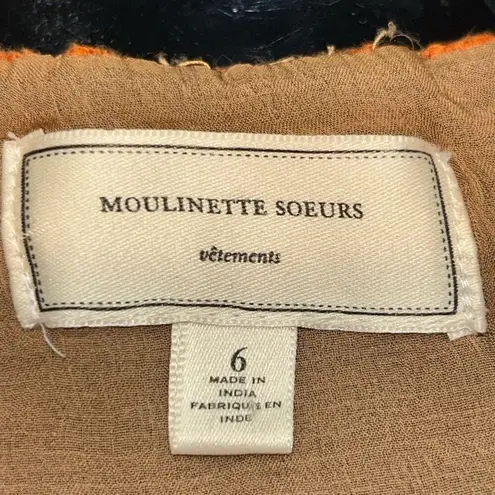 MOULINETTE SOEURS
vêtements
6
MADE IN
INDIA
FABRIQUÉ EN
INDE